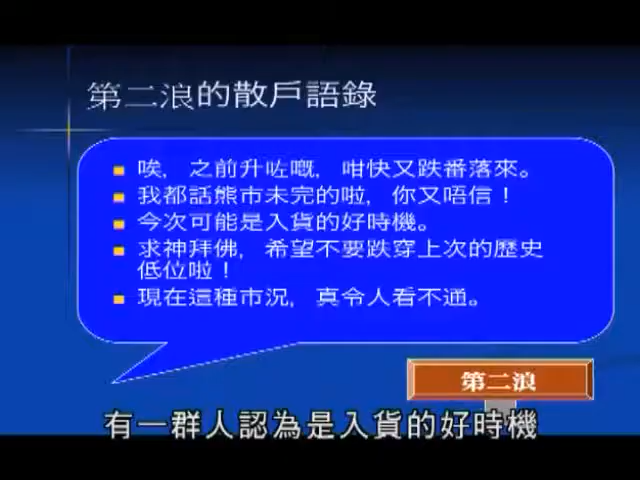 第二浪的散戶語錄
唉，之前升咗嘅，咁快又跌番落來。
我都話熊市未完的啦，你又唔信！
今次可能是入貨的好時機。
求神拜佛，希望不要跌穿上次的歷史
低位啦！
現在這種市況，真令人看不通。
第二浪
有一群人認為是入貨的好時機